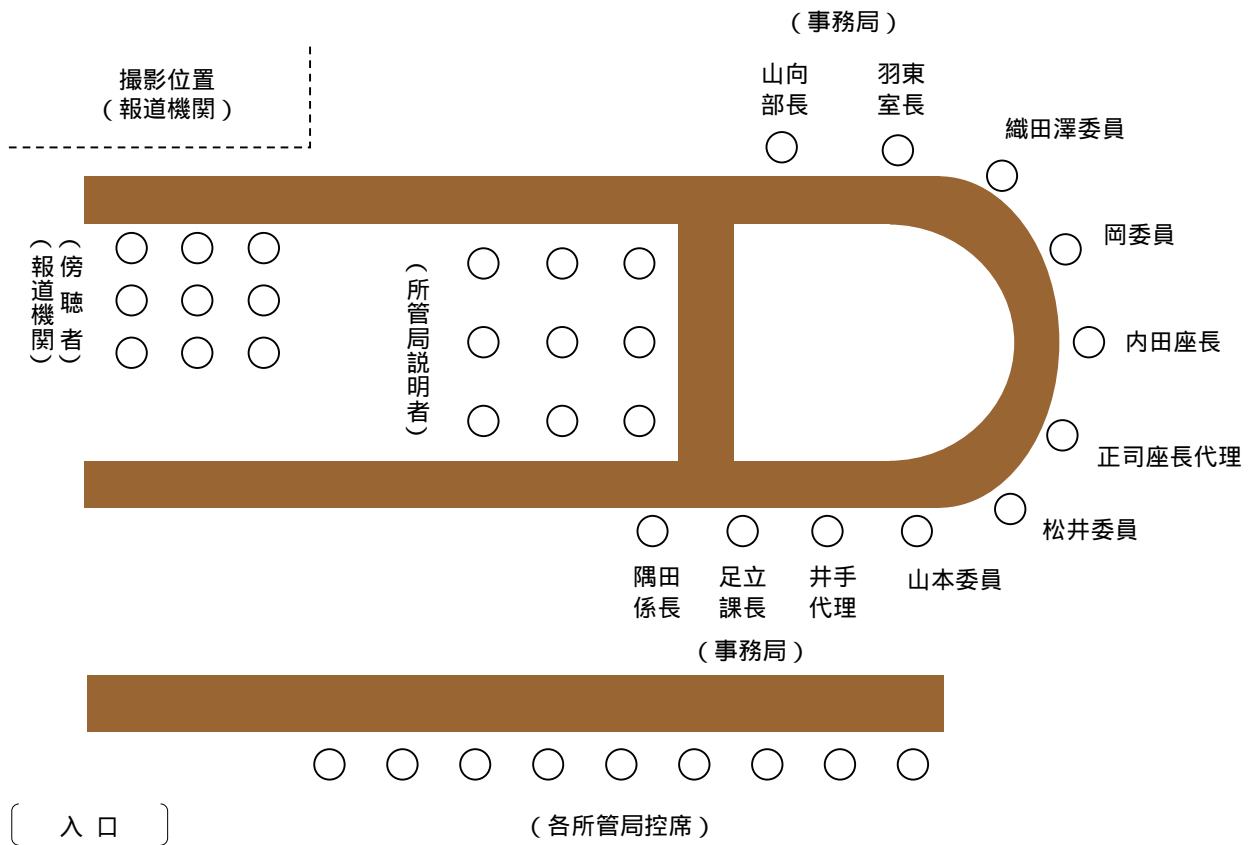 （事務局）
撮影位置
（報道機関）
山向
部長
羽東
室長
織田澤委員
岡委員
内田座長
正司座長代理
松井委員
山本委員
（傍聴者）
（報道機関）
（所管局説明者）
隅田
係長
足立
課長
井手
代理
（事務局）
入 口
（各所管局控席）